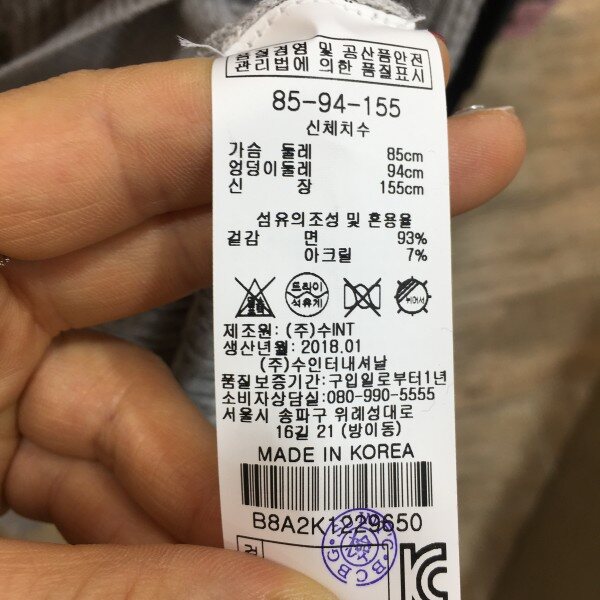 품질경영 및 공산품안전
관리법에 의한 품질표시
85-94-155
신체치수
가슴 둘레 85cm
엉덩이둘레 94cm
신 장 155cm
섬유의조성 및 혼용율
겉감 면 93%
아크릴 7%
드라이
석유계
뉘어서
제조원: (주)수INT
생산년월: 2018.01
(주)수인터내셔날
품질보증기간:구입일로부터1년
소비자상담실:080-990-5555
서울시 송파구 위례성대로
16길 21 (방이동)
MADE IN KOREA
B8A2K1229650